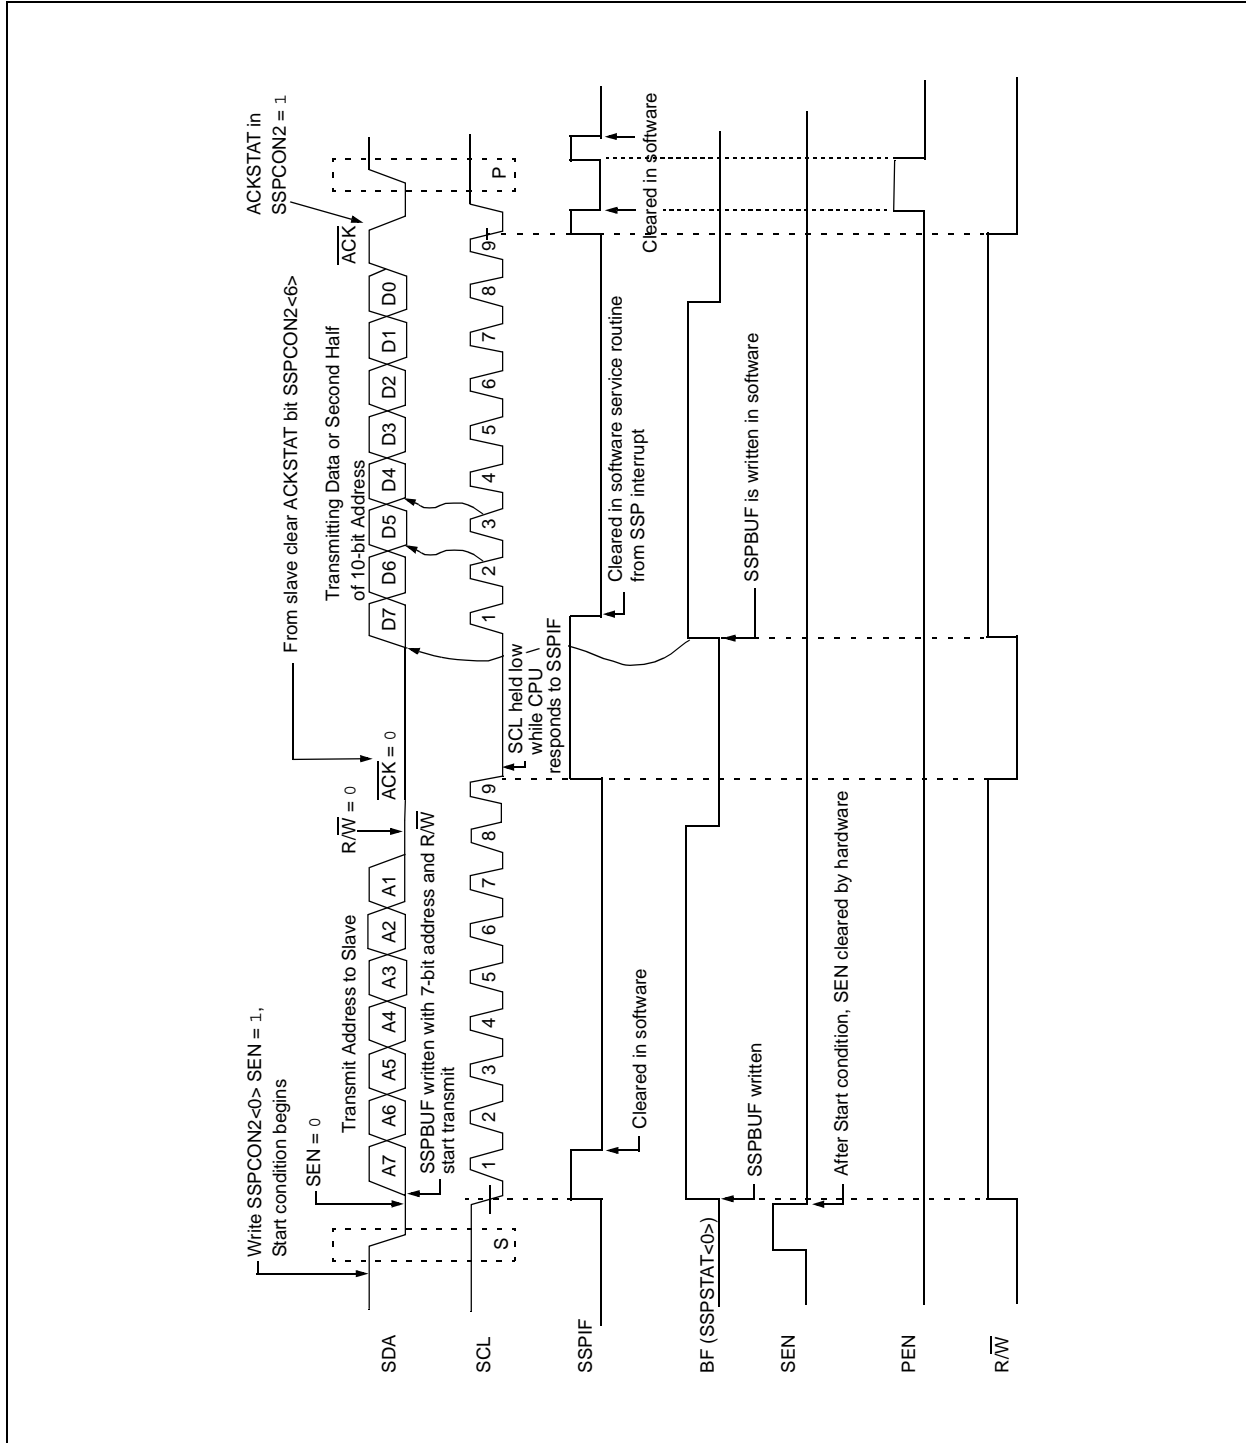 Write SSPCON2<0> SEN = 1,
Start condition begins
SEN = 0
Transmit Address to Slave
R/W = 0
From slave clear ACKSTAT bit SSPCON2<6>
ACK = 0
Transmitting Data or Second Half
of 10-bit Address
ACKSTAT in
SSPCON2 = 1
ACK
SDA
A7 A6 A5 A4 A3 A2 A1
D7 D6 D5 D4 D3 D2 D1 D0
SSPBUF written with 7-bit address and R/W
start transmit
SCL
S
1 2 3 4 5 6 7 8 9
1 2 3 4 5 6 7 8 9
P
SCL held low
while CPU
responds to SSPIF
SSPIF
Cleared in software
Cleared in software service routine
from SSP interrupt
Cleared in software
Cleared in software
BF (SSPSTAT<0>)
SSPBUF written
SSPBUF is written in software
SEN
After Start condition, SEN cleared by hardware
PEN
R/W